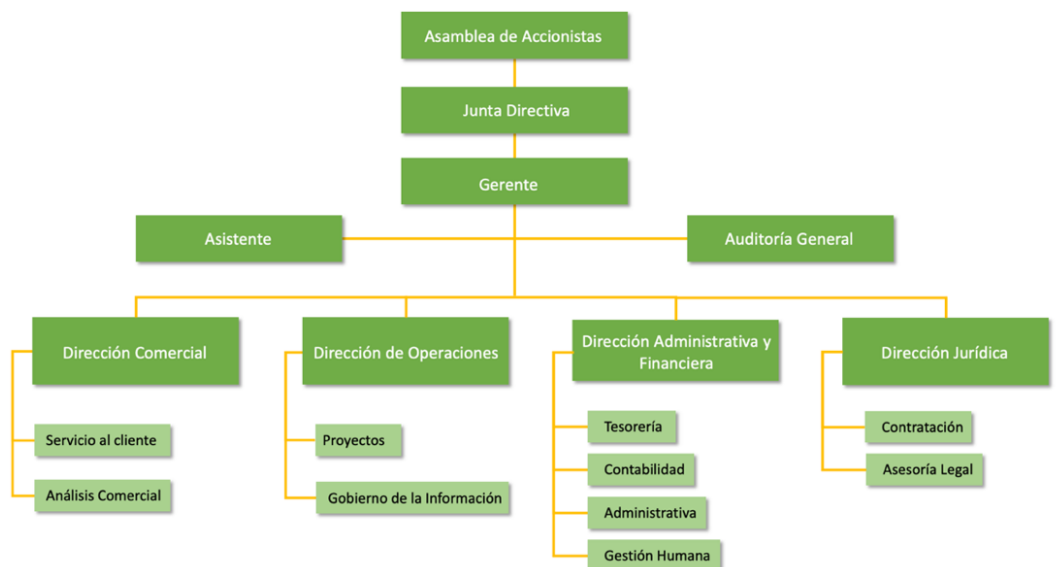 Asamblea de Accionistas
Junta Directiva
Gerente
Asistente
Auditoría General
Dirección Comercial
Servicio al cliente
Análisis Comercial
Dirección de Operaciones
Proyectos
Gobierno de la Información
Dirección Administrativa y
Financiera
Tesorería
Contabilidad
Administrativa
Gestión Humana
Dirección Jurídica
Contratación
Asesoría Legal